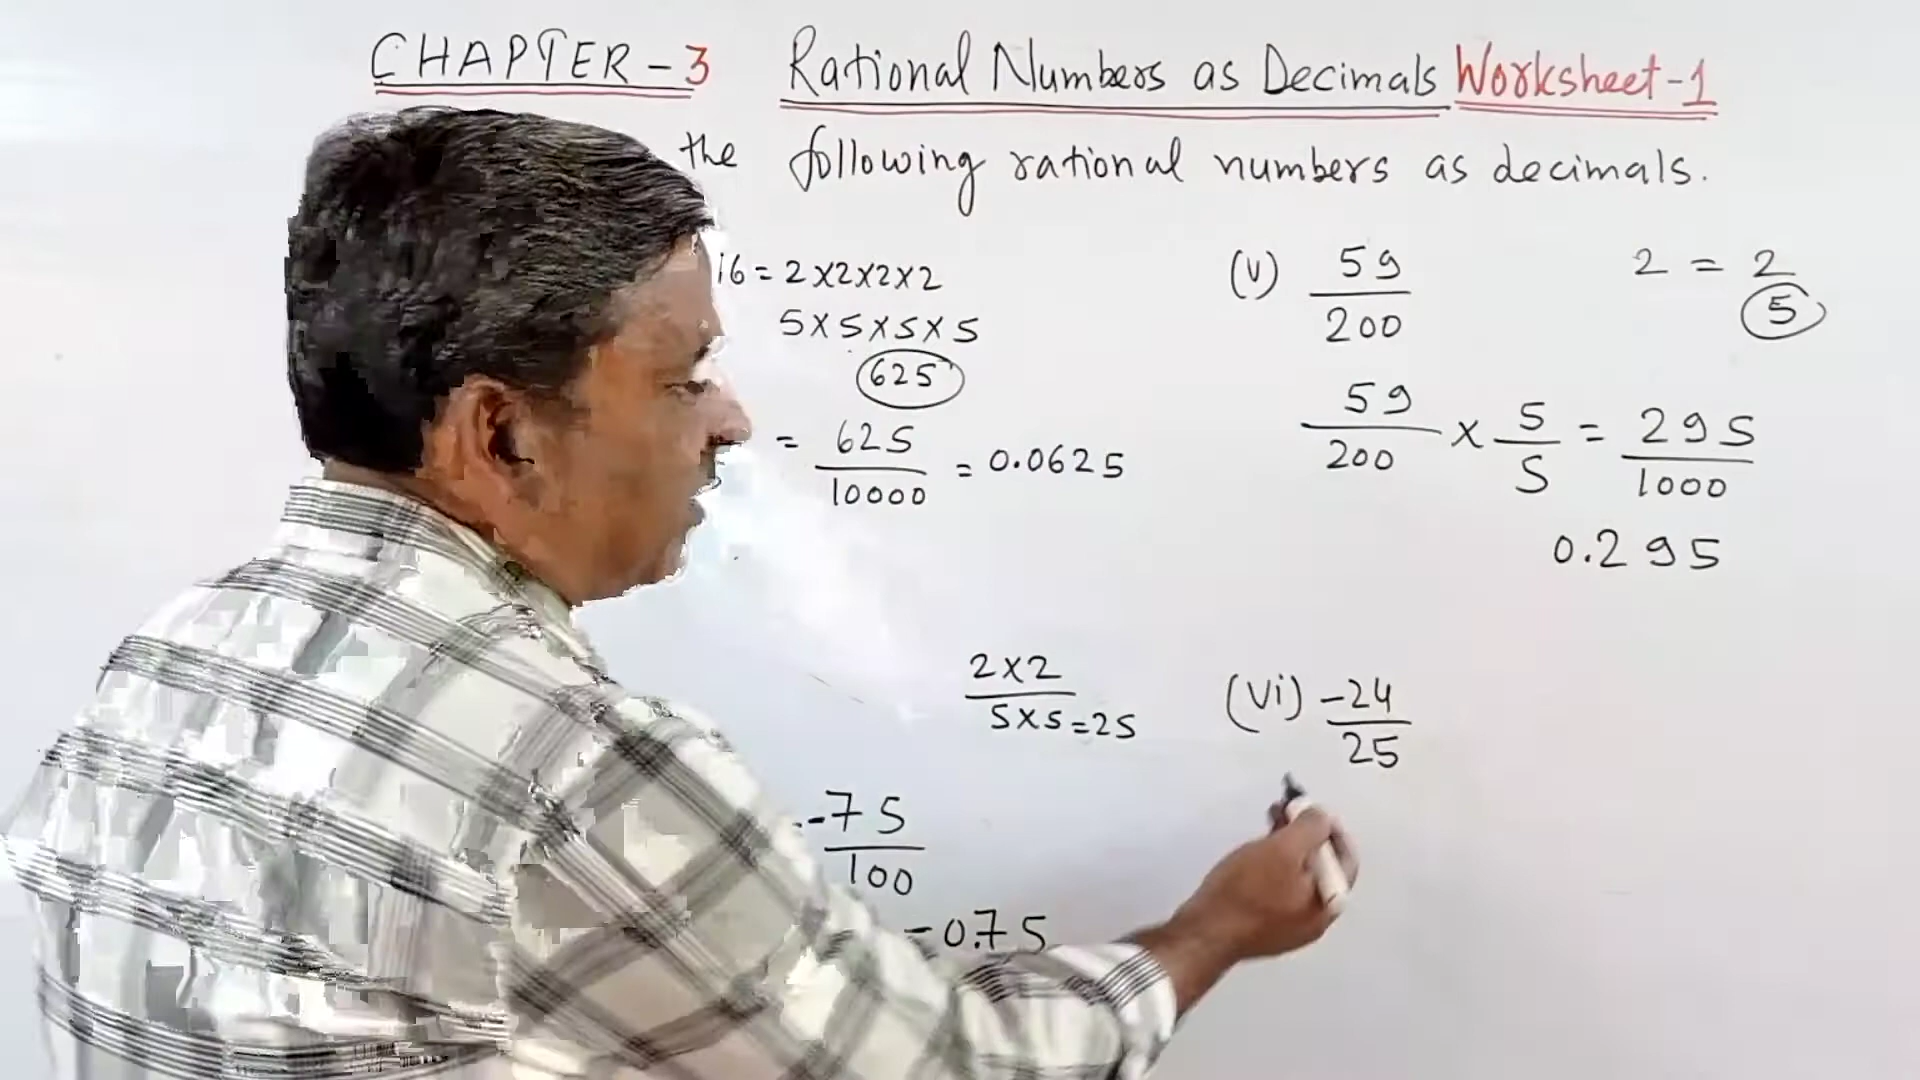 CHAPTER-3 Rational Numbers as Decimals Worksheet-1
the following rational numbers as decimals.
16 = 2x2x2x2
5x5x5x5
625
= 625/10000 = 0.0625
2x2
5x5=25
--75/100
-0.75
(v) 59/200
2 = 2
5
59/200 x 5/5 = 295/1000
0.295
(vi) -24/25